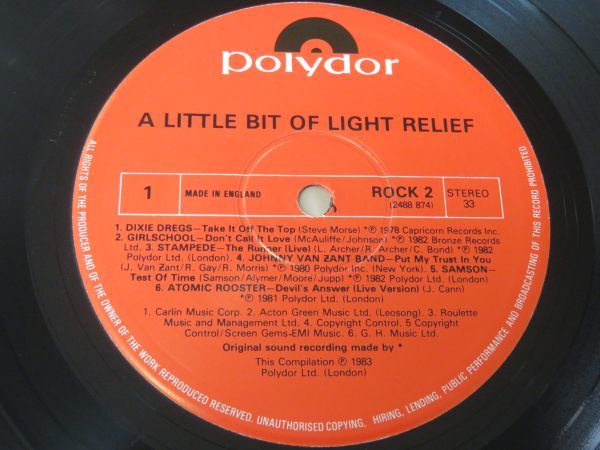 polydor
A LITTLE BIT OF LIGHT RELIEF
1
MADE IN ENGLAND
ROCK 2
(2488 874)
STEREO
33
1. DIXIE DREGS—Take It Off The Top (Steve Morse) *℗ 1978 Capricorn Records Inc.
2. GIRLSCHOOL—Don't Call It Love (McAuliffe/Johnson) *℗ 1982 Bronze Records
Ltd. 3. STAMPEDE—The Runner (Live) (L. Archer/R. Archer/C. Bond) *℗ 1982
Polydor Ltd. (London). 4. JOHNNY VAN ZANT BAND—Put My Trust In You
(J. Van Zant/R. Gay/R. Morris) *℗ 1980 Polydor Inc. (New York). 5. SAMSON—
Test Of Time (Samson/Alymer/Moore/Jupp) *℗ 1982 Polydor Ltd. (London)
6. ATOMIC ROOSTER—Devil's Answer (Live Version) (J. Cann)
*℗ 1981 Polydor Ltd. (London)
1. Carlin Music Corp. 2. Acton Green Music Ltd. (Leosong). 3. Roulette
Music and Management Ltd. 4. Copyright Control. 5 Copyright
Control/Screen Gems-EMI Music. 6. G. H. Music Ltd.
Original sound recording made by *
This Compilation ℗ 1983
Polydor Ltd. (London)
ALL RIGHTS OF THE PRODUCER AND OF THE OWNER OF THE WORK REPRODUCED RESERVED. UNAUTHORISED COPYING, HIRING, LENDING, PUBLIC PERFORMANCE AND BROADCASTING OF THIS RECORD PROHIBITED.